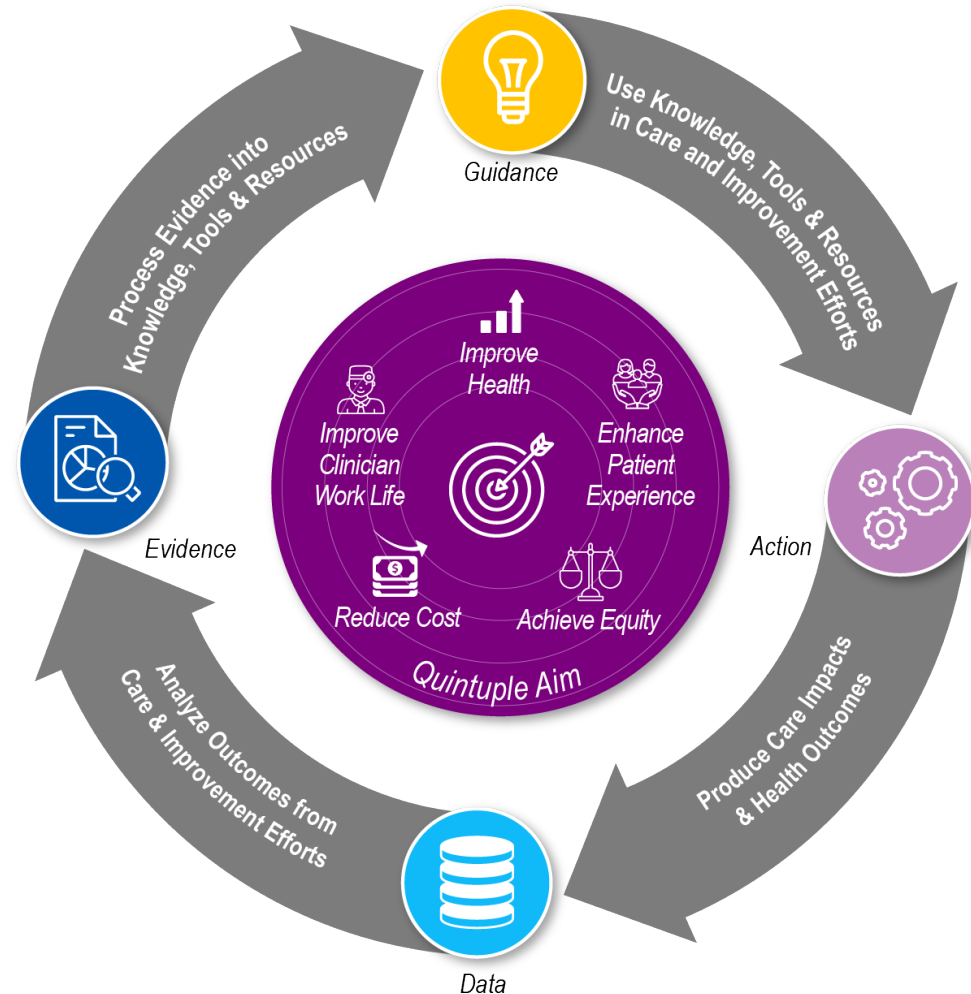 Process Evidence into
Knowledge, Tools & Resources
Guidance
Use Knowledge, Tools & Resources
in Care and Improvement Efforts
Improve
Health
Improve
Clinician
Work Life
Enhance
Patient
Experience
$
Reduce Cost
Achieve Equity
Quintuple Aim
Evidence
Action
Produce Care Impacts
& Health Outcomes
Analyze Outcomes from
Care & Improvement Efforts
Data